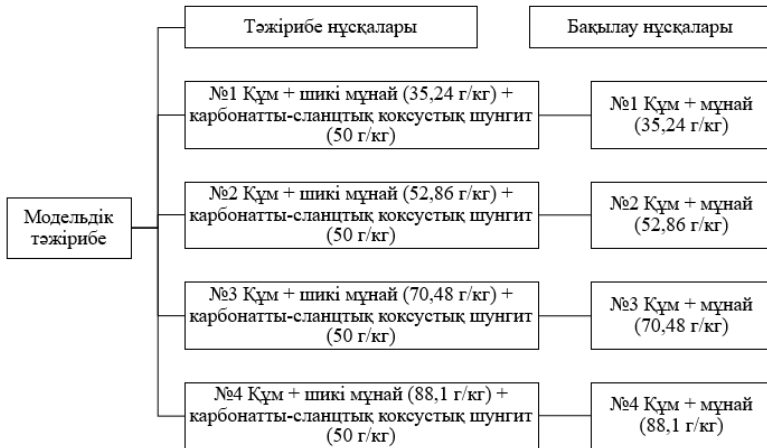 Тәжірибе нұсқалары
Бақылау нұсқалары
№1 Құм + шикі мұнай (35,24 г/кг) +
карбонатты-сланцтық коксустық шунгит
(50 г/кг)
№1 Құм + мұнай
(35,24 г/кг)
№2 Құм + шикі мұнай (52,86 г/кг) +
карбонатты-сланцтық коксустық шунгит
(50 г/кг)
№2 Құм + мұнай
(52,86 г/кг)
Модельдік
тәжірибе
№3 Құм + шикі мұнай (70,48 г/кг) +
карбонатты-сланцтық коксустық шунгит
(50 г/кг)
№3 Құм + мұнай
(70,48 г/кг)
№4 Құм + шикі мұнай (88,1 г/кг) +
карбонатты-сланцтық коксустық шунгит
(50 г/кг)
№4 Құм + мұнай
(88,1 г/кг)